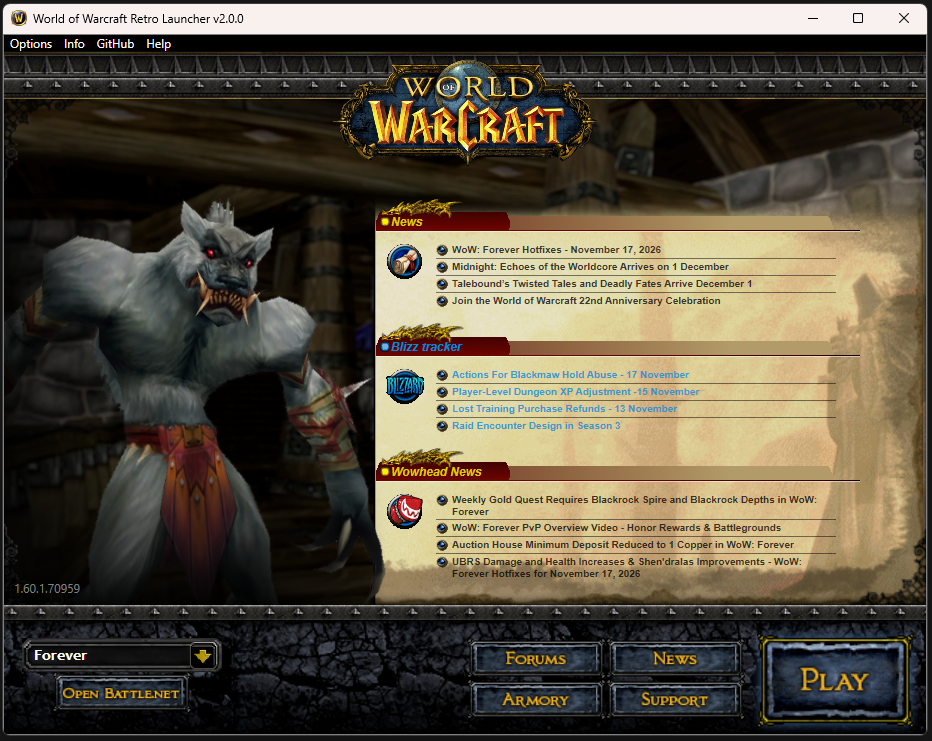 World of Warcraft Retro Launcher v2.0.0
Options Info GitHub Help
WORLD
OF
WARCRAFT
News
WoW: Forever Hotfixes - November 17, 2026
Midnight: Echoes of the Worldcore Arrives on 1 December
Talebound's Twisted Tales and Deadly Fates Arrive December 1
Join the World of Warcraft 22nd Anniversary Celebration
Blizz tracker
BLIZZARD
Actions For Blackmaw Hold Abuse - 17 November
Player-Level Dungeon XP Adjustment -15 November
Lost Training Purchase Refunds - 13 November
Raid Encounter Design in Season 3
Wowhead News
Weekly Gold Quest Requires Blackrock Spire and Blackrock Depths in WoW:
Forever
WoW: Forever PvP Overview Video - Honor Rewards & Battlegrounds
Auction House Minimum Deposit Reduced to 1 Copper in WoW: Forever
UBRS Damage and Health Increases & Shen'dralas Improvements - WoW:
Forever Hotfixes for November 17, 2026
1.60.1.70959
Forever
OPEN BATTLE.NET
FORUMS
NEWS
ARMORY
SUPPORT
PLAY